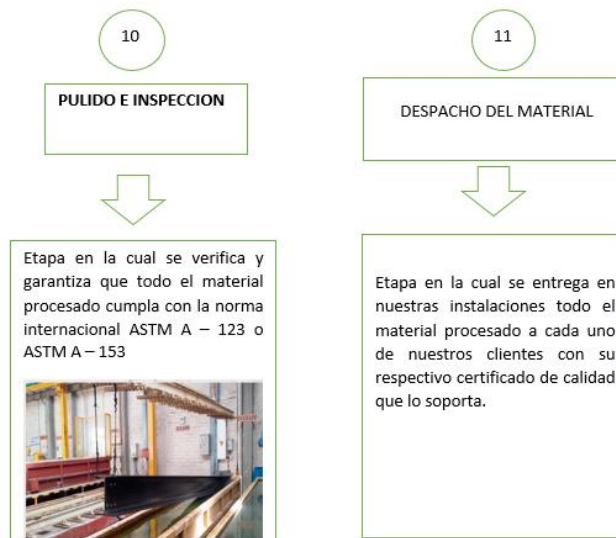 10
PULIDO E INSPECCION
Etapa en la cual se verifica y
garantiza que todo el material
procesado cumpla con la norma
internacional ASTM A – 123 o
ASTM A – 153
11
DESPACHO DEL MATERIAL
Etapa en la cual se entrega en
nuestras instalaciones todo el
material procesado a cada uno
de nuestros clientes con su
respectivo certificado de calidad
que lo soporta.